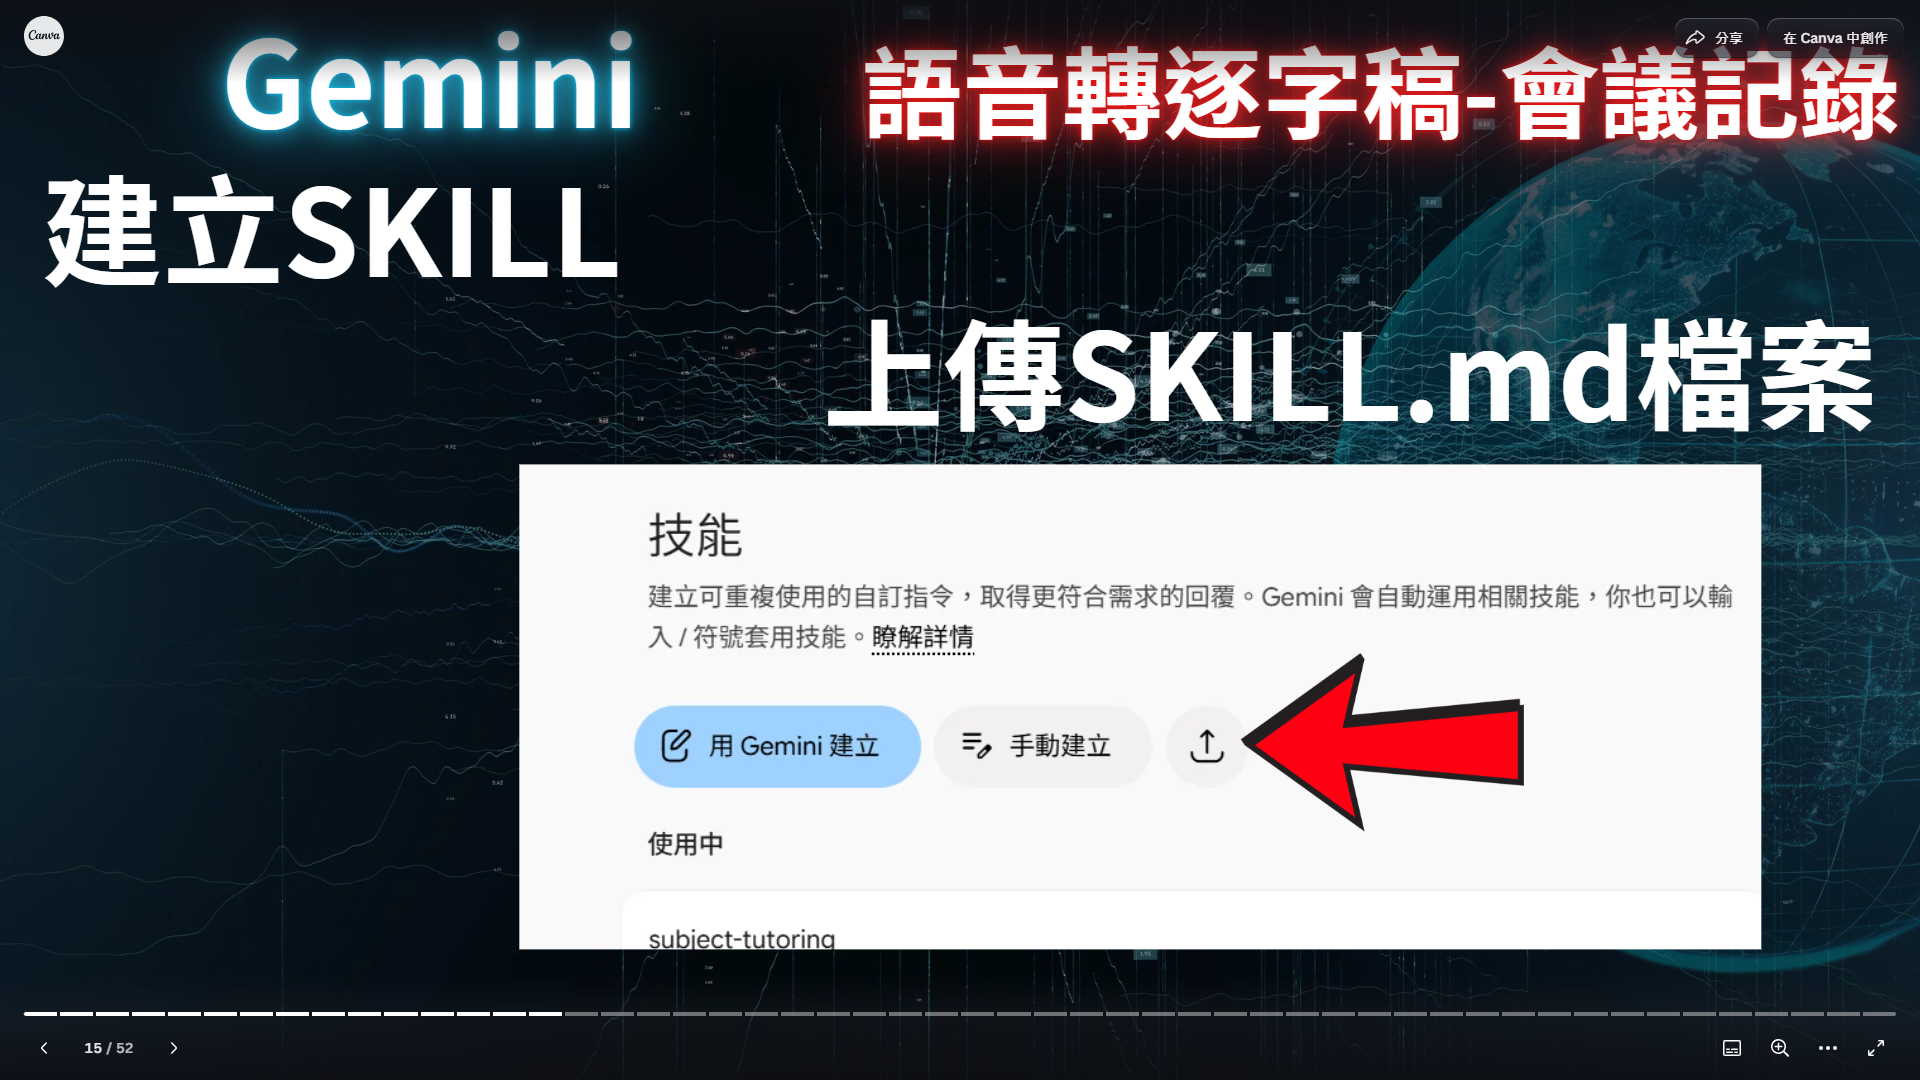 Canva
分享
在 Canva 中創作
Gemini
語音轉逐字稿-會議記錄
建立SKILL
上傳SKILL.md檔案
技能
建立可重複使用的自訂指令，取得更符合需求的回覆。Gemini 會自動運用相關技能，你也可以輸
入 / 符號套用技能。瞭解詳情
用 Gemini 建立
手動建立
使用中
subject-tutoring
15 / 52